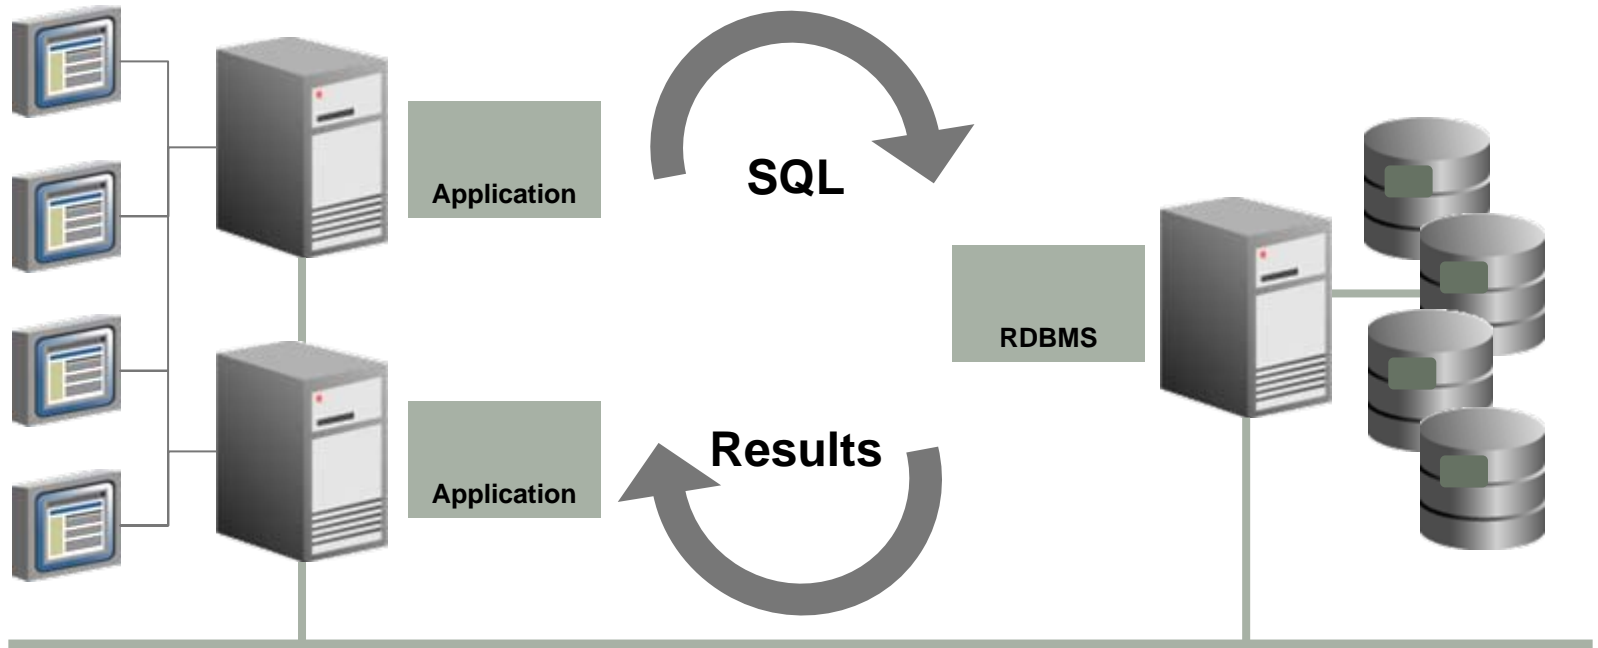 Application
SQL
RDBMS
Results
Application